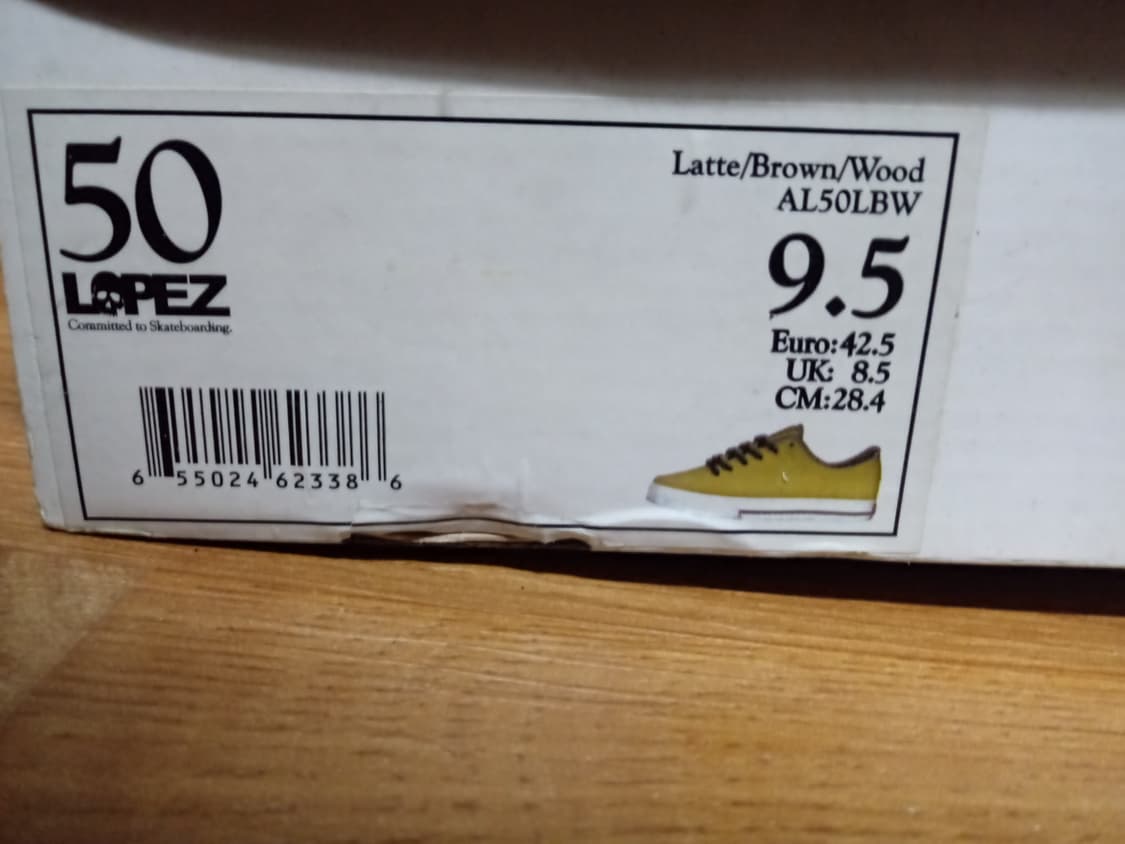 50
LOPEZ
Committed to Skateboarding.
6 55024 62338 6
Latte/Brown/Wood
AL50LBW
9.5
Euro:42.5
UK: 8.5
CM:28.4